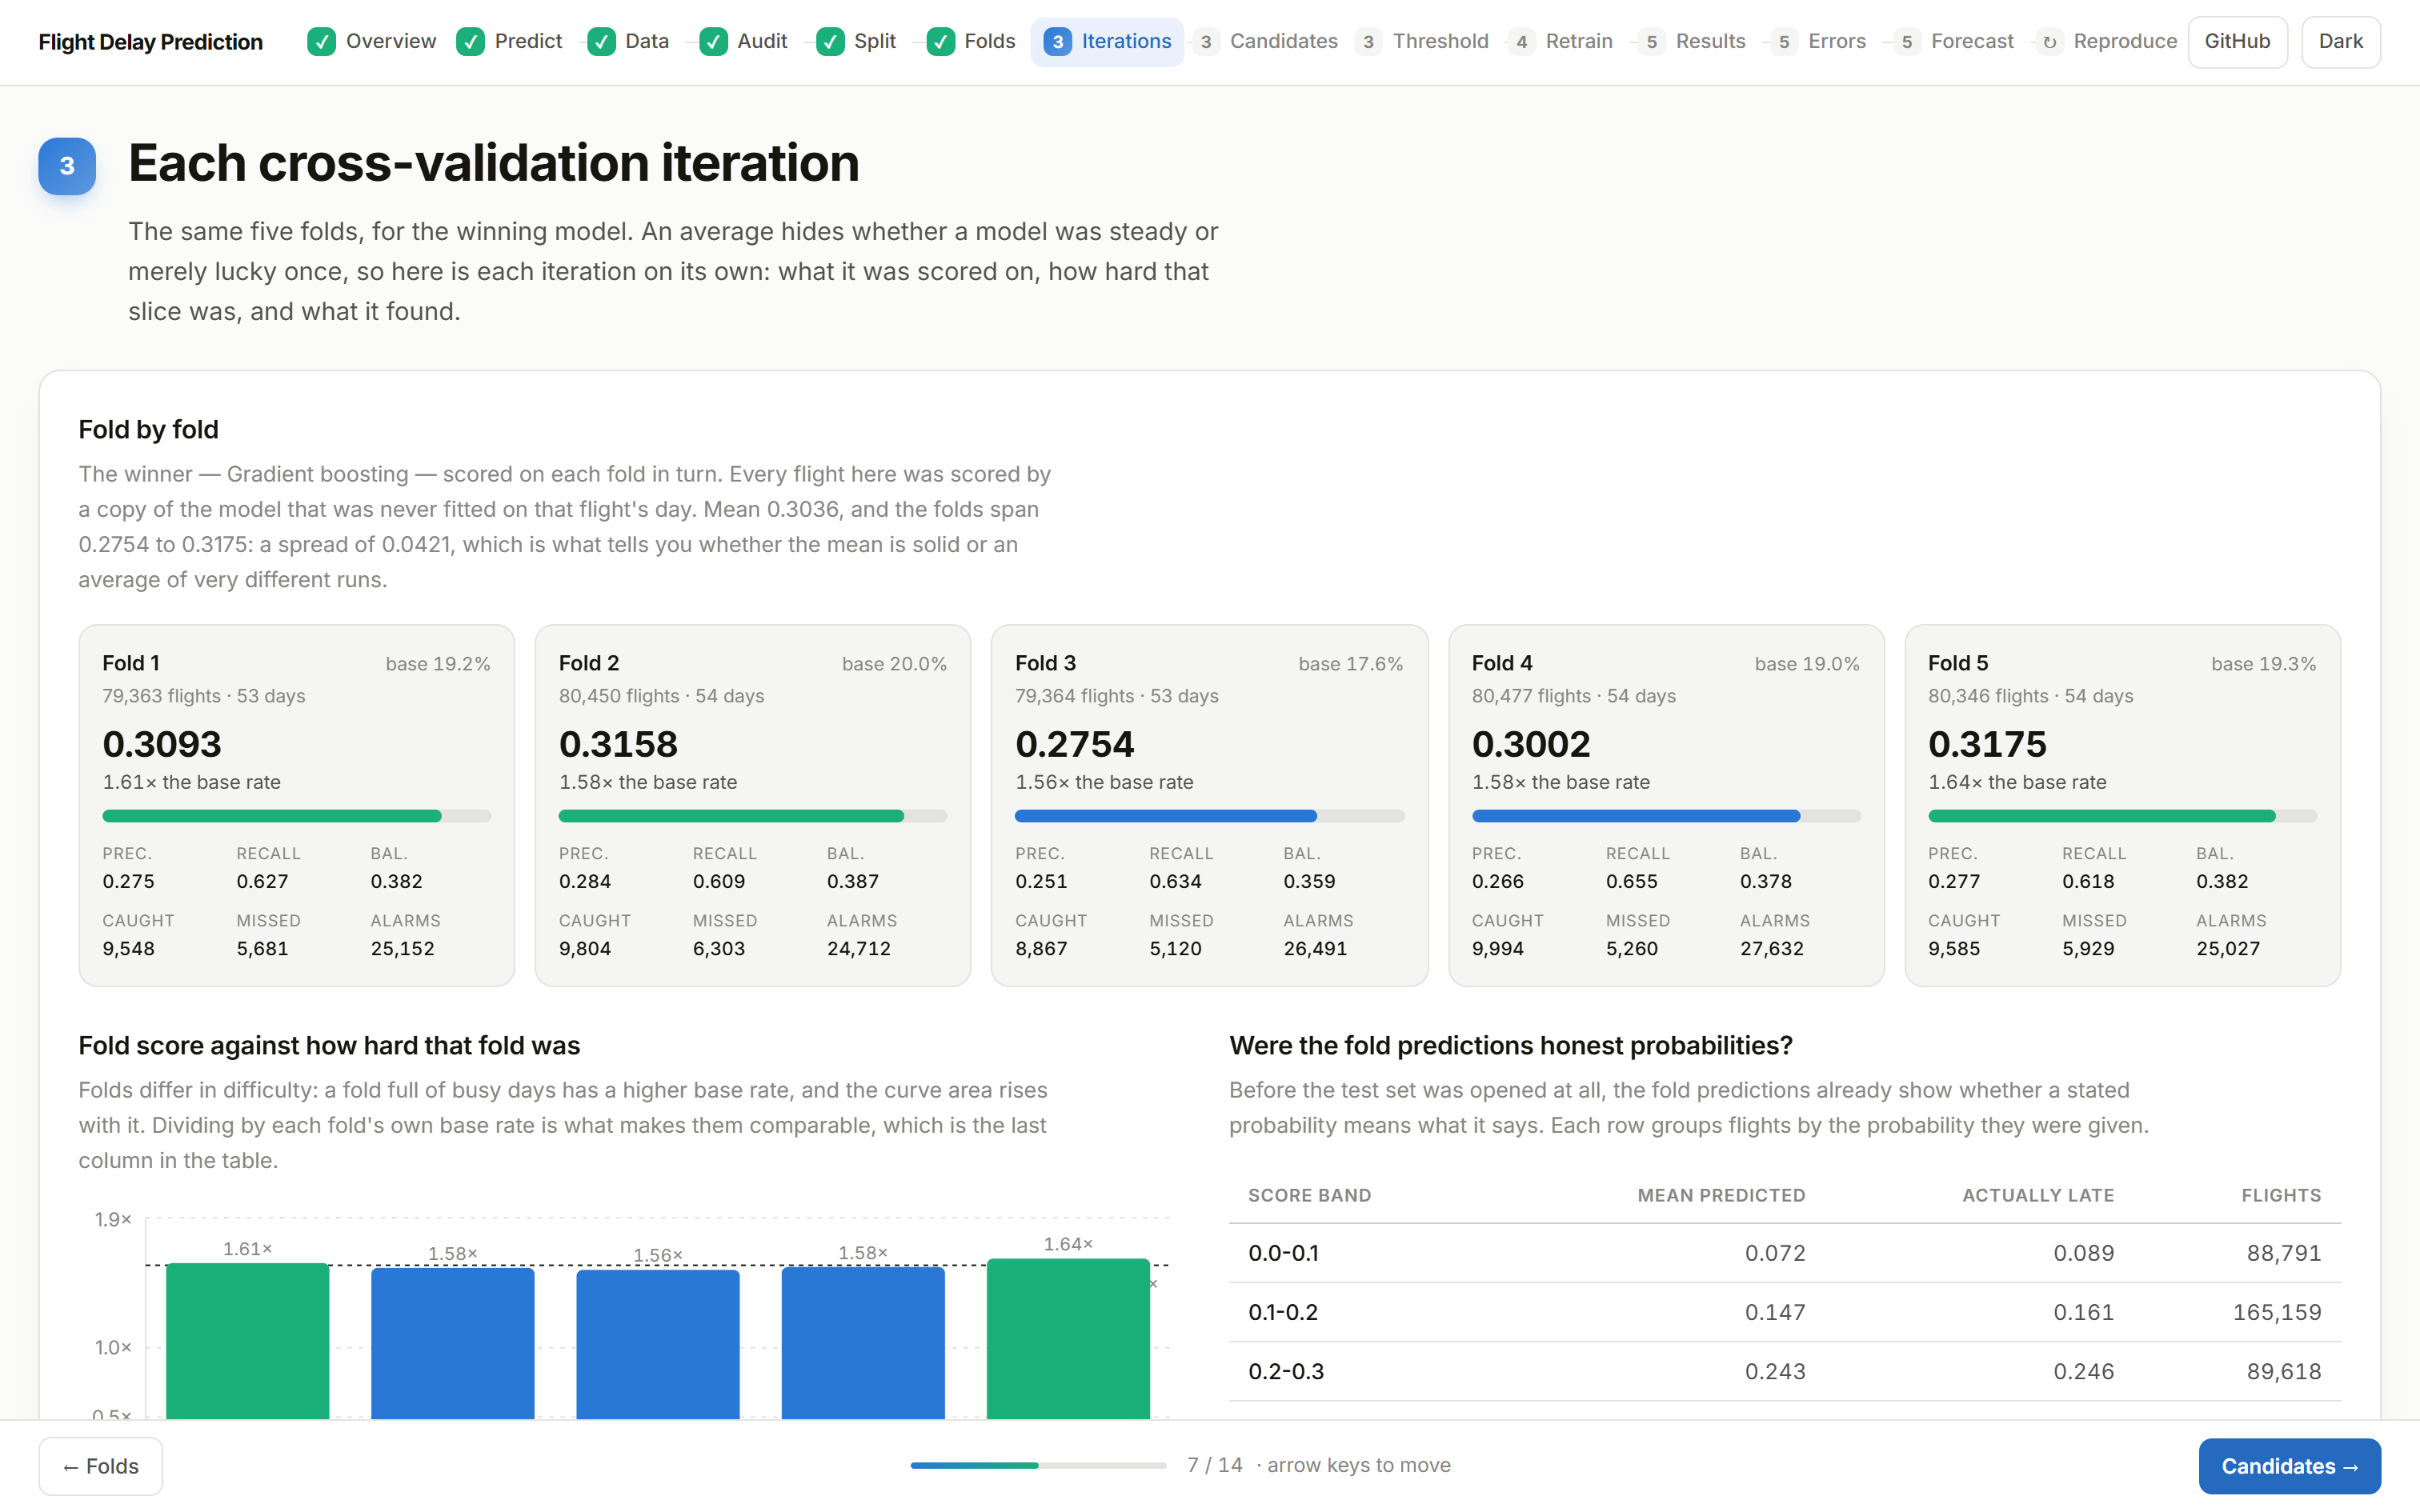 Flight Delay Prediction
✓ Overview
✓ Predict
✓ Data
✓ Audit
✓ Split
✓ Folds
3 Iterations
3 Candidates
3 Threshold
4 Retrain
5 Results
5 Errors
5 Forecast
↻ Reproduce
GitHub
Dark
3
Each cross-validation iteration
The same five folds, for the winning model. An average hides whether a model was steady or
merely lucky once, so here is each iteration on its own: what it was scored on, how hard that
slice was, and what it found.
Fold by fold
The winner — Gradient boosting — scored on each fold in turn. Every flight here was scored by
a copy of the model that was never fitted on that flight's day. Mean 0.3036, and the folds span
0.2754 to 0.3175: a spread of 0.0421, which is what tells you whether the mean is solid or an
average of very different runs.
Fold 1 base 19.2%
79,363 flights · 53 days
0.3093
1.61× the base rate
PREC. RECALL BAL.
0.275 0.627 0.382
CAUGHT MISSED ALARMS
9,548 5,681 25,152
Fold 2 base 20.0%
80,450 flights · 54 days
0.3158
1.58× the base rate
PREC. RECALL BAL.
0.284 0.609 0.387
CAUGHT MISSED ALARMS
9,804 6,303 24,712
Fold 3 base 17.6%
79,364 flights · 53 days
0.2754
1.56× the base rate
PREC. RECALL BAL.
0.251 0.634 0.359
CAUGHT MISSED ALARMS
8,867 5,120 26,491
Fold 4 base 19.0%
80,477 flights · 54 days
0.3002
1.58× the base rate
PREC. RECALL BAL.
0.266 0.655 0.378
CAUGHT MISSED ALARMS
9,994 5,260 27,632
Fold 5 base 19.3%
80,346 flights · 54 days
0.3175
1.64× the base rate
PREC. RECALL BAL.
0.277 0.618 0.382
CAUGHT MISSED ALARMS
9,585 5,929 25,027
Fold score against how hard that fold was
Folds differ in difficulty: a fold full of busy days has a higher base rate, and the curve area rises
with it. Dividing by each fold's own base rate is what makes them comparable, which is the last
column in the table.
1.9×
1.61× 1.58× 1.56× 1.58× 1.64×
×
1.0×
0.5×
Were the fold predictions honest probabilities?
Before the test set was opened at all, the fold predictions already show whether a stated
probability means what it says. Each row groups flights by the probability they were given.
SCORE BAND MEAN PREDICTED ACTUALLY LATE FLIGHTS
0.0-0.1 0.072 0.089 88,791
0.1-0.2 0.147 0.161 165,159
0.2-0.3 0.243 0.246 89,618
← Folds
7 / 14 · arrow keys to move
Candidates →